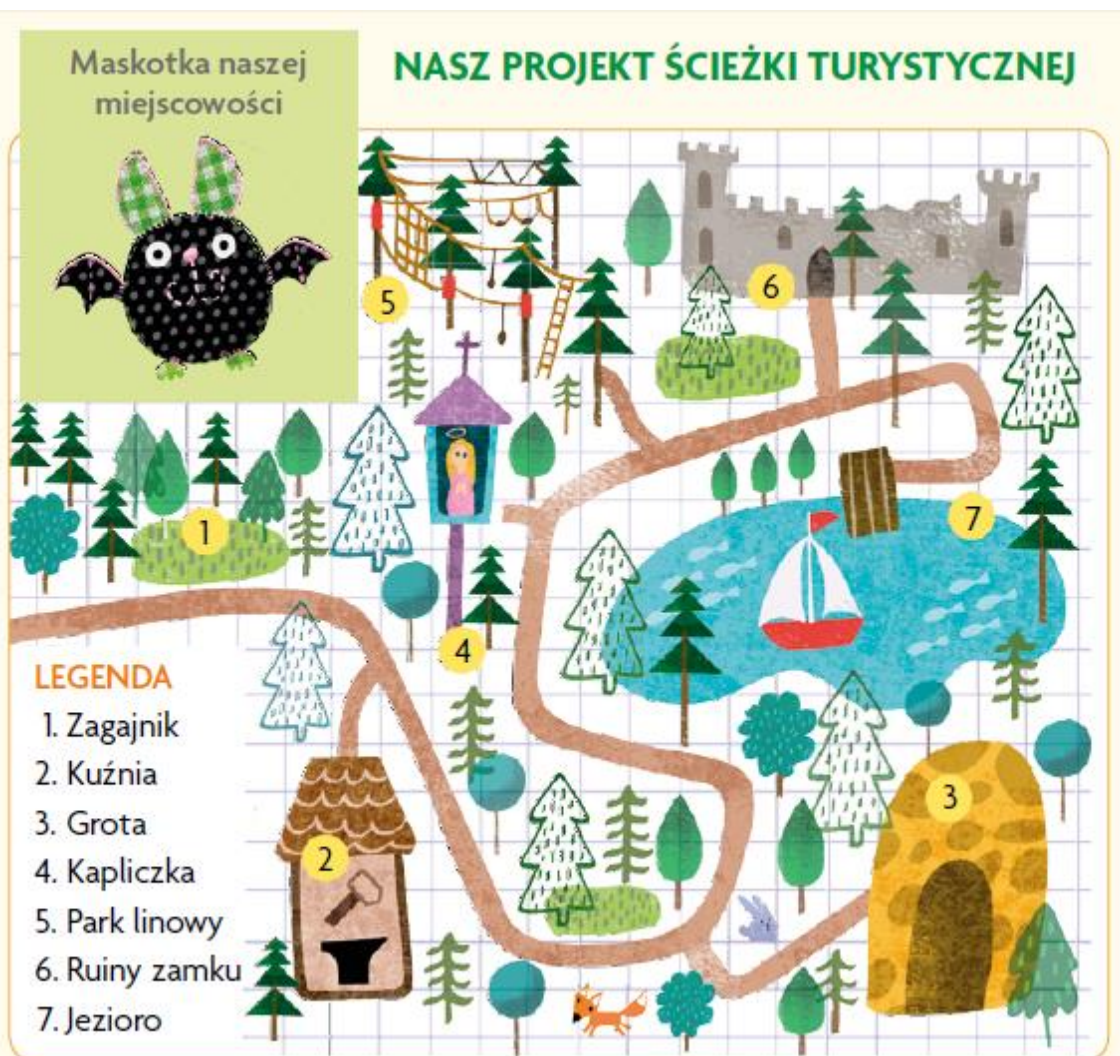 Maskotka naszej
miejscowości
NASZ PROJEKT ŚCIEŻKI TURYSTYCZNEJ
5
6
1
7
4
3
2
LEGENDA
1. Zagajnik
2. Kuźnia
3. Grota
4. Kapliczka
5. Park linowy
6. Ruiny zamku
7. Jezioro